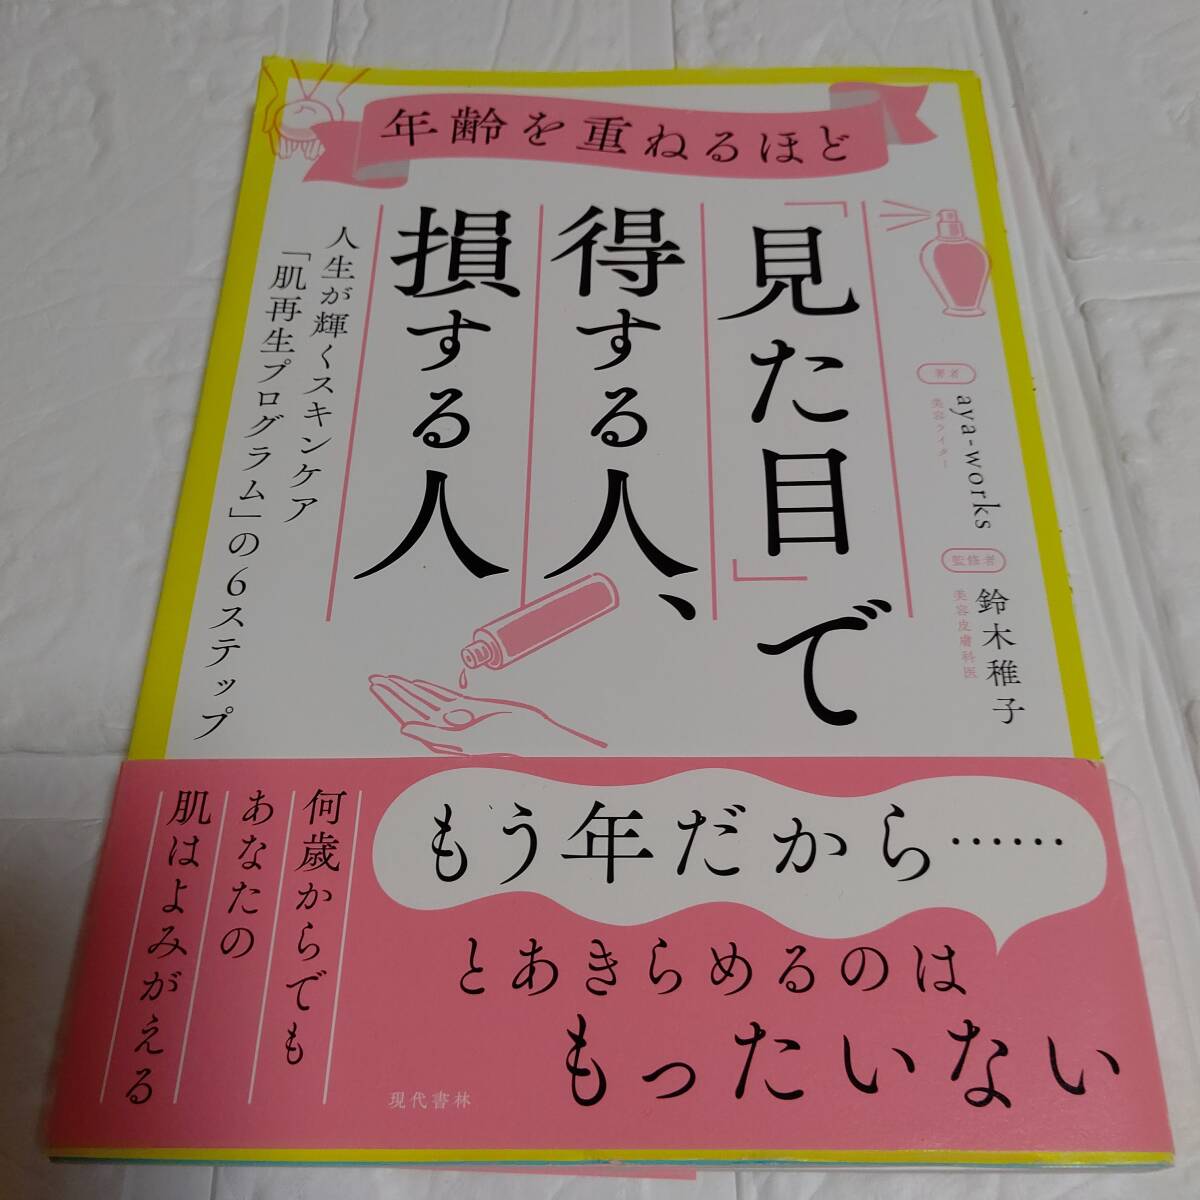 年齢を重ねるほど
「見た目」で
得する人、
損する人
人生が輝くスキンケア
「肌再生プログラム」の6ステップ
著者
aya-works
美容ライター
監修者
鈴木稚子
美容皮膚科医
もう年だから……
とあきらめるのは
もったいない
何歳からでも
あなたの
肌はよみがえる
現代書林